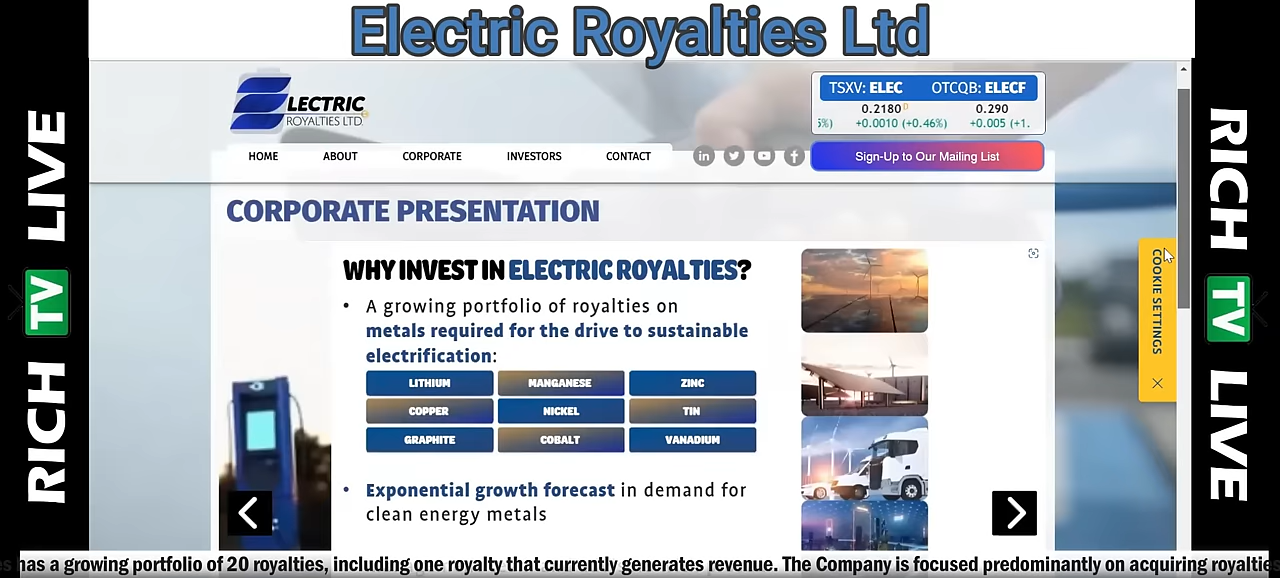 Electric Royalties Ltd
RICH TV LIVE
LECTRIC
ROYALTIES LTD
TSXV: ELEC OTCQB: ELECF
0.2180 D 0.290
5%) +0.0010 (+0.46%) +0.005 (+1.
HOME ABOUT CORPORATE INVESTORS CONTACT
Sign-Up to Our Mailing List
CORPORATE PRESENTATION
WHY INVEST IN ELECTRIC ROYALTIES?
• A growing portfolio of royalties on
metals required for the drive to sustainable
electrification:
LITHIUM MANGANESE ZINC
COPPER NICKEL TIN
GRAPHITE COBALT VANADIUM
• Exponential growth forecast in demand for
clean energy metals
COOKIE SETTINGS
RICH TV LIVE
has a growing portfolio of 20 royalties, including one royalty that currently generates revenue. The Company is focused predominantly on acquiring royaltie